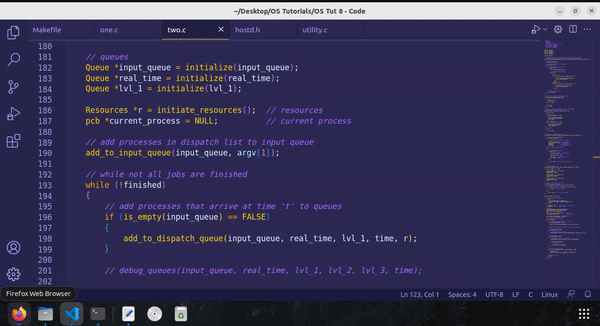 ~/Desktop/OS Tutorials/OS Tut 8 - Code
Makefile one.c two.c hostd.h utility.c
180
181 // queues
182 Queue *input_queue = initialize(input_queue);
183 Queue *real_time = initialize(real_time);
184 Queue *lvl_1 = initialize(lvl_1);
185
186 Resources *r = initiate_resources(); // resources
187 pcb *current_process = NULL; // current process
188
189 // add processes in dispatch list to input queue
190 add_to_input_queue(input_queue, argv[1]);
191
192 // while not all jobs are finished
193 while (!finished)
194 {
195 // add processes that arrive at time 't' to queues
196 if (is_empty(input_queue) == FALSE)
197 {
198 add_to_dispatch_queue(input_queue, real_time, lvl_1, time, r);
199 }
200
201 // debug_queues(input_queue, real_time, lvl_1, lvl_2, lvl_3, time);
202
Ln 123, Col 1 Spaces: 4 UTF-8 LF C Linux
Firefox Web Browser